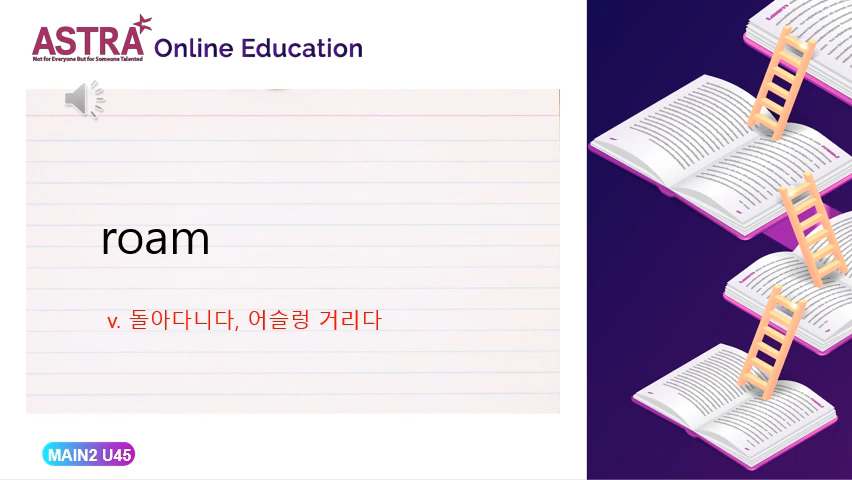 ASTRA Online Education
Not for Everyone But for Someone Talented
roam
v. 돌아다니다, 어슬렁 거리다
MAIN2 U45